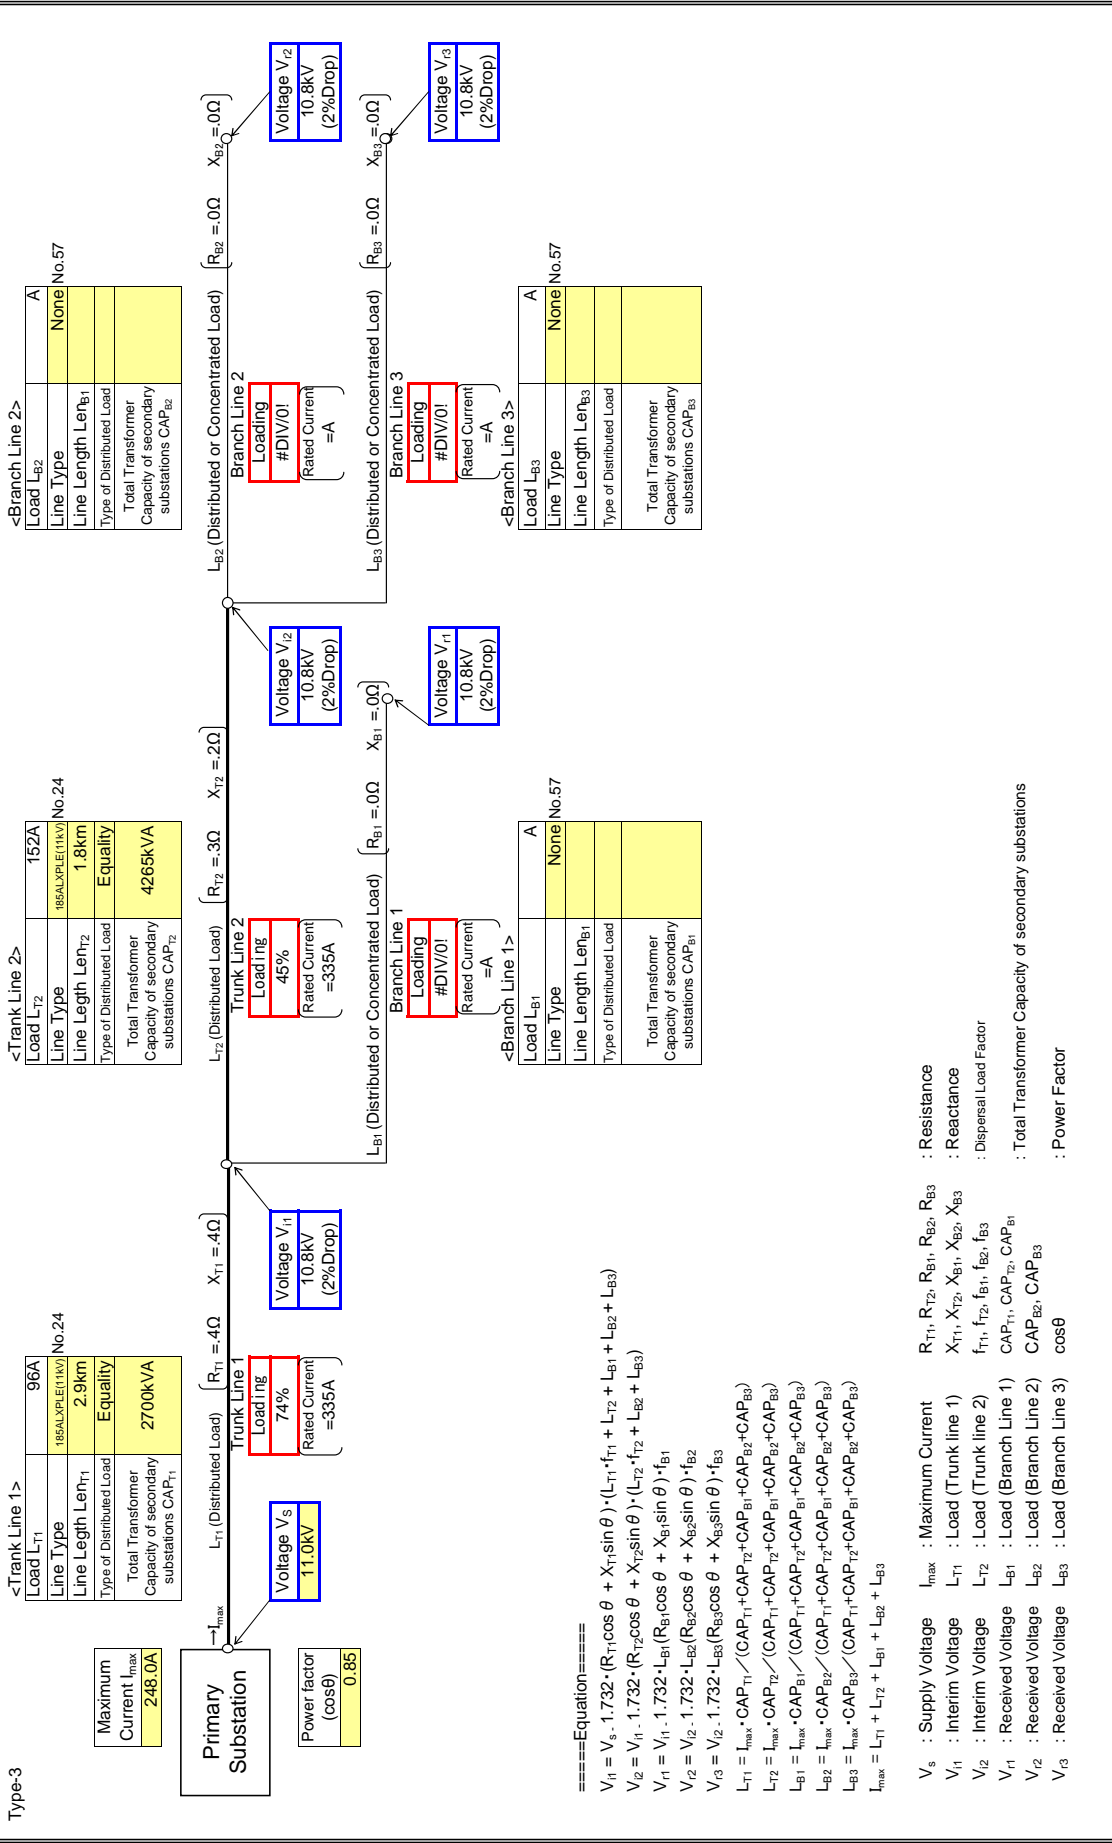 Type-3
Maximum
Current Imax
248.0A
Primary
Substation
Power factor
(cosθ)
0.85
→Imax
Voltage VS
11.0kV
<Trank Line 1>
Load LT1 96A
Line Type 185ALXPLE(11kV) No.24
Line Legth LenT1 2.9km
Type of Distributed Load Equality
Total Transformer
Capacity of secondary
substations CAPT1
2700kVA
LT1 (Distributed Load)
RT1 =.4Ω XT1 =.4Ω
Trunk Line 1
Loading
74%
Rated Current
=335A
Voltage Vi1
10.8kV
(2%Drop)
<Trank Line 2>
Load LT2 152A
Line Type 185ALXPLE(11kV) No.24
Line Length LenT2 1.8km
Type of Distributed Load Equality
Total Transformer
Capacity of secondary
substations CAPT2
4265kVA
LT2 (Distributed Load)
RT2 =.3Ω XT2 =.2Ω
Trunk Line 2
Loading
45%
Rated Current
=335A
Voltage Vi2
10.8kV
(2%Drop)
LB1 (Distributed or Concentrated Load)
RB1 =.0Ω XB1 =.0Ω
Branch Line 1
Loading
#DIV/0!
Rated Current
=A
Voltage Vr1
10.8kV
(2%Drop)
<Branch Line 1>
Load LB1 A
Line Type None No.57
Line Length LenB1
Type of Distributed Load
Total Transformer
Capacity of secondary
substations CAPB1
<Branch Line 2>
Load LB2 A
Line Type None No.57
Line Length LenB1
Type of Distributed Load
Total Transformer
Capacity of secondary
substations CAPB2
LB2 (Distributed or Concentrated Load)
RB2 =.0Ω XB2 =.0Ω
Branch Line 2
Loading
#DIV/0!
Rated Current
=A
Voltage Vr2
10.8kV
(2%Drop)
LB3 (Distributed or Concentrated Load)
RB3 =.0Ω XB3 =.0Ω
Branch Line 3
Loading
#DIV/0!
Rated Current
=A
Voltage Vr3
10.8kV
(2%Drop)
<Branch Line 3>
Load LB3 A
Line Type None No.57
Line Length LenB3
Type of Distributed Load
Total Transformer
Capacity of secondary
substations CAPB3
=====Equation=====
Vi1 = Vs - 1.732・(RT1cos θ + XT1sin θ)・(LT1・fT1 + LT2 + LB1 + LB2 + LB3)
Vi2 = Vi1 - 1.732・(RT2cos θ + XT2sin θ)・(LT2・fT2 + LB2 + LB3)
Vr1 = Vi1 - 1.732・LB1(RB1cos θ + XB1sin θ)・fB1
Vr2 = Vi2 - 1.732・LB2(RB2cos θ + XB2sin θ)・fB2
Vr3 = Vi2 - 1.732・LB3(RB3cos θ + XB3sin θ)・fB3
LT1 = Imax・CAPT1／(CAPT1+CAPT2+CAPB1+CAPB2+CAPB3)
LT2 = Imax・CAPT2／(CAPT1+CAPT2+CAPB1+CAPB2+CAPB3)
LB1 = Imax・CAPB1／(CAPT1+CAPT2+CAPB1+CAPB2+CAPB3)
LB2 = Imax・CAPB2／(CAPT1+CAPT2+CAPB1+CAPB2+CAPB3)
LB3 = Imax・CAPB3／(CAPT1+CAPT2+CAPB1+CAPB2+CAPB3)
Imax = LT1 + LT2 + LB1 + LB2 + LB3
Vs : Supply Voltage Imax : Maximum Current RT1, RT2, RB1, RB2, RB3 : Resistance
Vi1 : Interim Voltage LT1 : Load (Trunk line 1) XT1, XT2, XB1, XB2, XB3 : Reactance
Vi2 : Interim Voltage LT2 : Load (Trunk line 2) fT1, fT2, fB1, fB2, fB3 : Dispersal Load Factor
Vr1 : Received Voltage LB1 : Load (Branch Line 1) CAPT1, CAPT2, CAPB1
Vr2 : Received Voltage LB2 : Load (Branch Line 2) CAPB2, CAPB3 : Total Transformer Capacity of secondary substations
Vr3 : Received Voltage LB3 : Load (Branch Line 3) cosθ : Power Factor